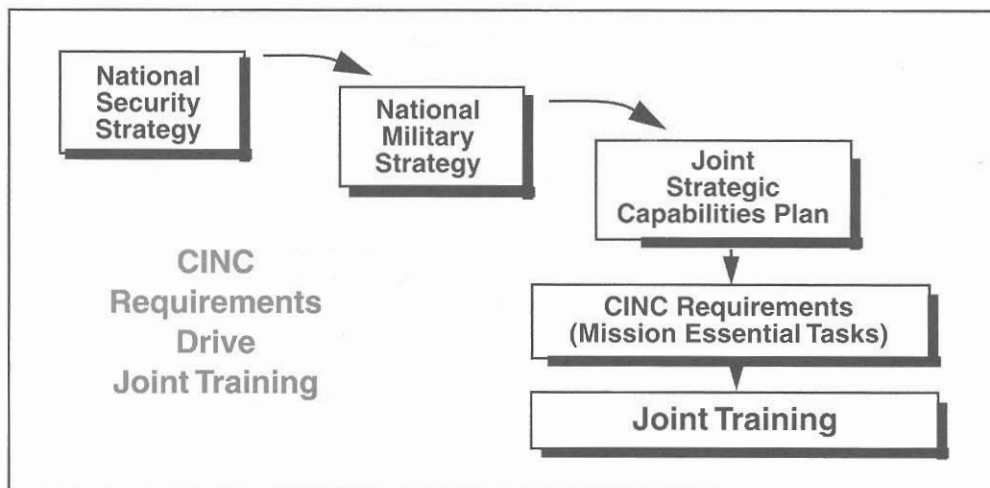 National
Security
Strategy
National
Military
Strategy
Joint
Strategic
Capabilities Plan
CINC
Requirements
Drive
Joint Training
CINC Requirements
(Mission Essential Tasks)
Joint Training